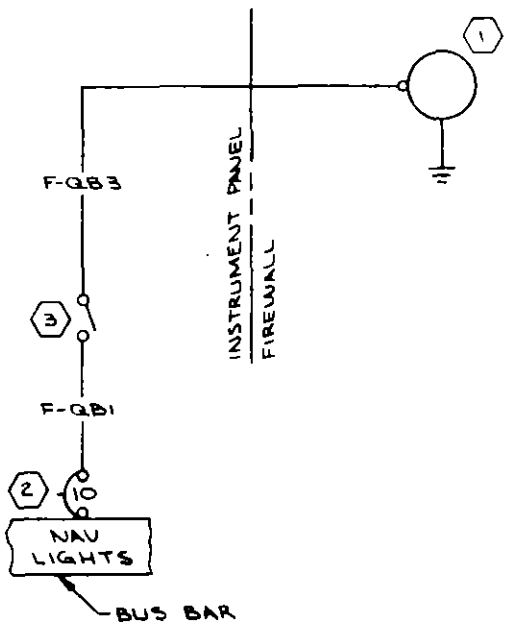 1
F-QB3
INSTRUMENT PANEL
FIREWALL
3
F-QB1
2
10
NAV
LIGHTS
BUS BAR